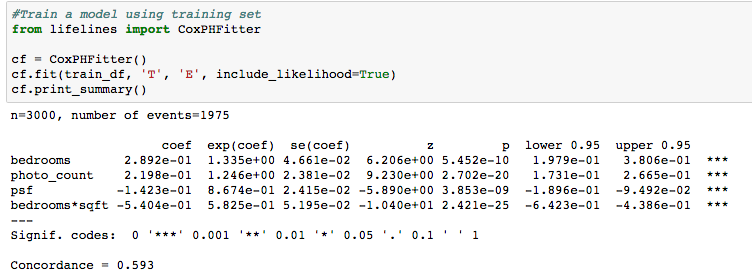 #Train a model using training set
from lifelines import CoxPHFitter
cf = CoxPHFitter()
cf.fit(train_df, 'T', 'E', include_likelihood=True)
cf.print_summary()
n=3000, number of events=1975
coef exp(coef) se(coef) z p lower 0.95 upper 0.95
bedrooms 2.892e-01 1.335e+00 4.661e-02 6.206e+00 5.452e-10 1.979e-01 3.806e-01 ***
photo_count 2.198e-01 1.246e+00 2.381e-02 9.230e+00 2.702e-20 1.731e-01 2.665e-01 ***
psf -1.423e-01 8.674e-01 2.415e-02 -5.890e+00 3.853e-09 -1.896e-01 -9.492e-02 ***
bedrooms*sqft -5.404e-01 5.825e-01 5.195e-02 -1.040e+01 2.421e-25 -6.423e-01 -4.386e-01 ***
---
Signif. codes: 0 '***' 0.001 '**' 0.01 '*' 0.05 '.' 0.1 ' ' 1
Concordance = 0.593